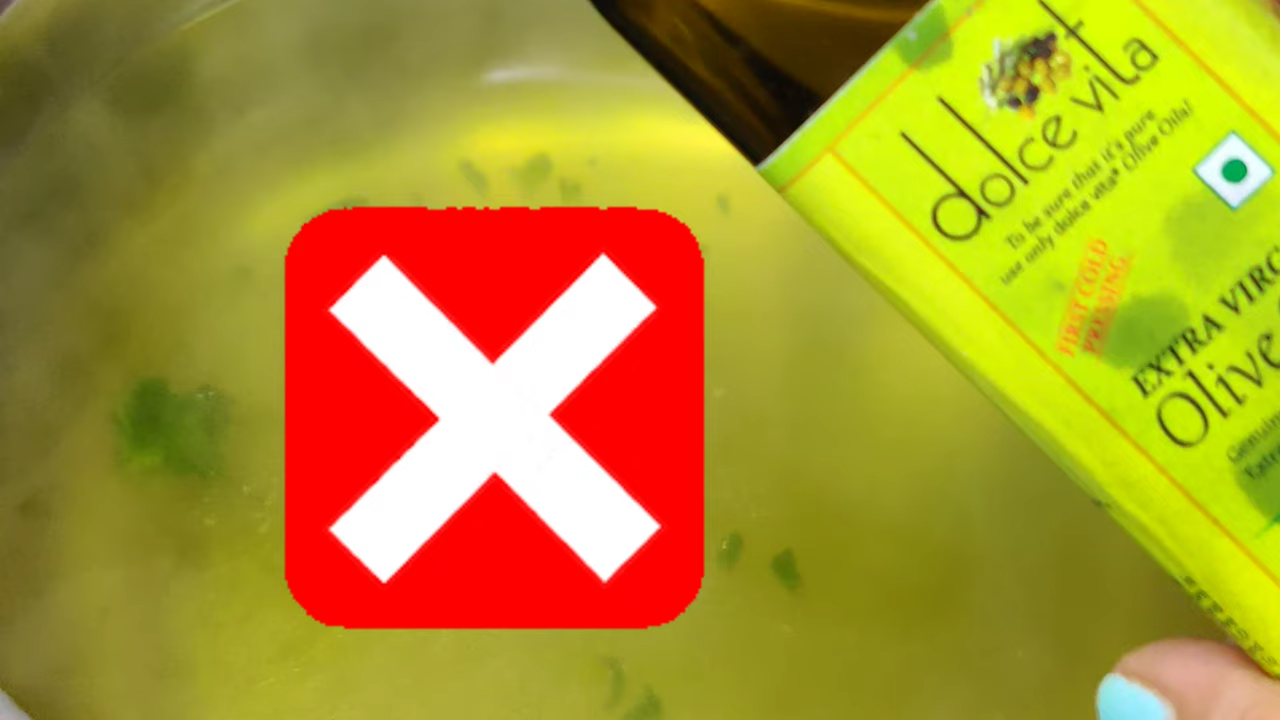 dolce vita
To be sure that it's pure
use only dolce vita® Olive Oils!
FIRST COLD
PRESSING
EXTRA VIRG
Olive